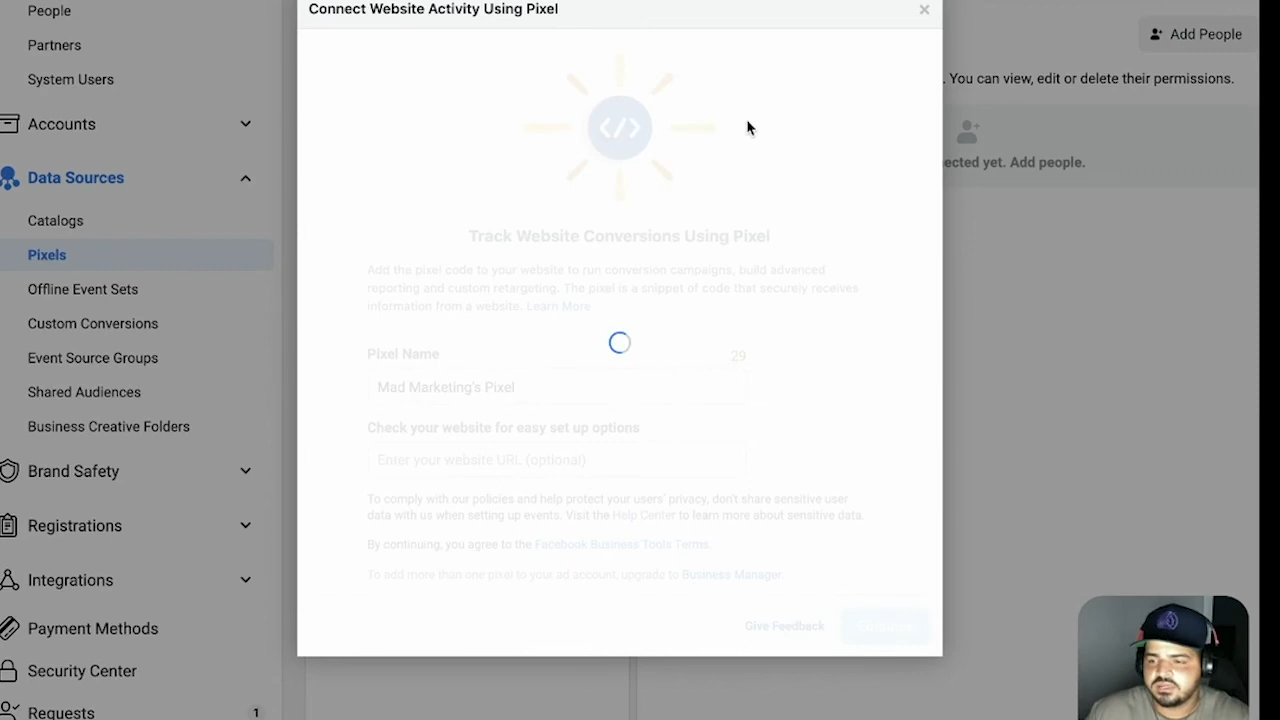 People
Partners
System Users
Accounts
Data Sources
Catalogs
Pixels
Offline Event Sets
Custom Conversions
Event Source Groups
Shared Audiences
Business Creative Folders
Brand Safety
Registrations
Integrations
Payment Methods
Security Center
Requests 1
Connect Website Activity Using Pixel
</>
Track Website Conversions Using Pixel
Add the pixel code to your website to run conversion campaigns, build advanced
reporting and custom retargeting. The pixel is a snippet of code that securely receives
information from a website. Learn More
Pixel Name 29
Mad Marketing's Pixel
Check your website for easy set up options
Enter your website URL (optional)
To comply with our policies and help protect your users' privacy, don't share sensitive user
data with us when setting up events. Visit the Help Center to learn more about sensitive data.
By continuing, you agree to the Facebook Business Tools Terms.
To add more than one pixel to your ad account, upgrade to Business Manager
Give Feedback
Add People
. You can view, edit or delete their permissions.
yet. Add people.